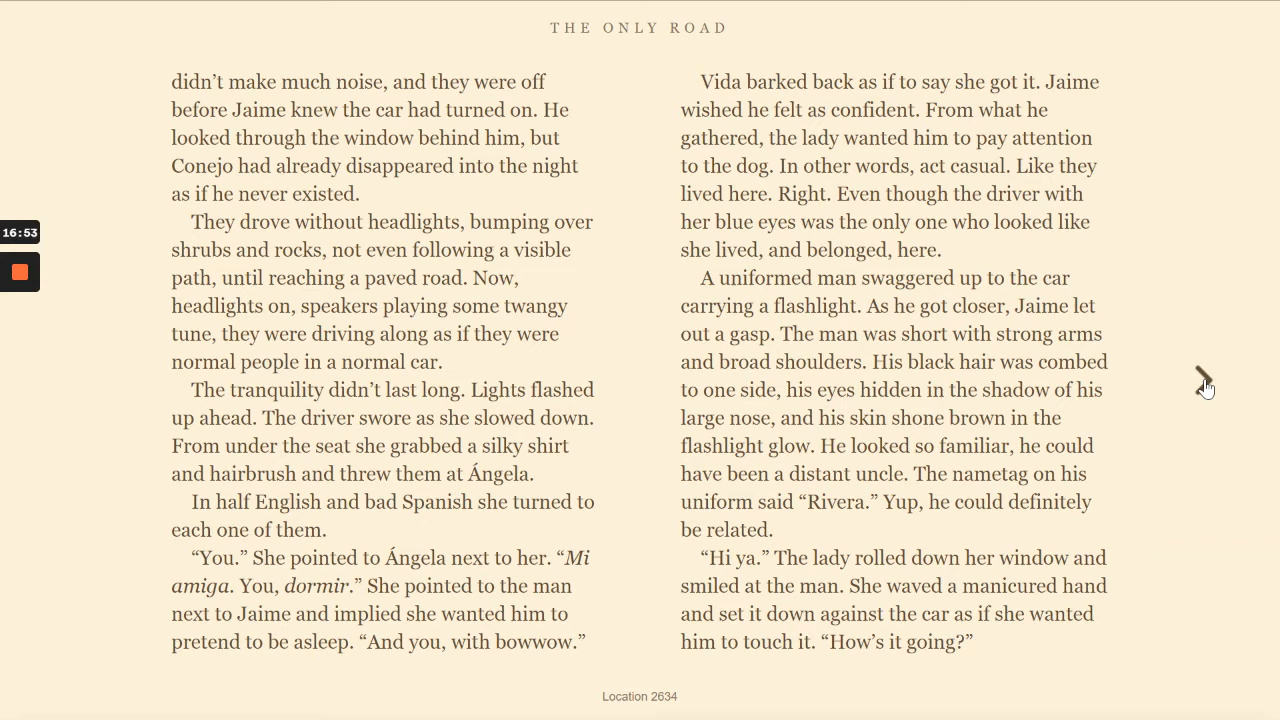 THE ONLY ROAD
didn’t make much noise, and they were off
before Jaime knew the car had turned on. He
looked through the window behind him, but
Conejo had already disappeared into the night
as if he never existed.
They drove without headlights, bumping over
shrubs and rocks, not even following a visible
path, until reaching a paved road. Now,
headlights on, speakers playing some twangy
tune, they were driving along as if they were
normal people in a normal car.
The tranquility didn’t last long. Lights flashed
up ahead. The driver swore as she slowed down.
From under the seat she grabbed a silky shirt
and hairbrush and threw them at Ángela.
In half English and bad Spanish she turned to
each one of them.
“You.” She pointed to Ángela next to her. “Mi
amiga. You, dormir.” She pointed to the man
next to Jaime and implied she wanted him to
pretend to be asleep. “And you, with bowwow.”
Vida barked back as if to say she got it. Jaime
wished he felt as confident. From what he
gathered, the lady wanted him to pay attention
to the dog. In other words, act casual. Like they
lived here. Right. Even though the driver with
her blue eyes was the only one who looked like
she lived, and belonged, here.
A uniformed man swaggered up to the car
carrying a flashlight. As he got closer, Jaime let
out a gasp. The man was short with strong arms
and broad shoulders. His black hair was combed
to one side, his eyes hidden in the shadow of his
large nose, and his skin shone brown in the
flashlight glow. He looked so familiar, he could
have been a distant uncle. The nametag on his
uniform said “Rivera.” Yup, he could definitely
be related.
“Hi ya.” The lady rolled down her window and
smiled at the man. She waved a manicured hand
and set it down against the car as if she wanted
him to touch it. “How’s it going?”
16:53
Location 2634